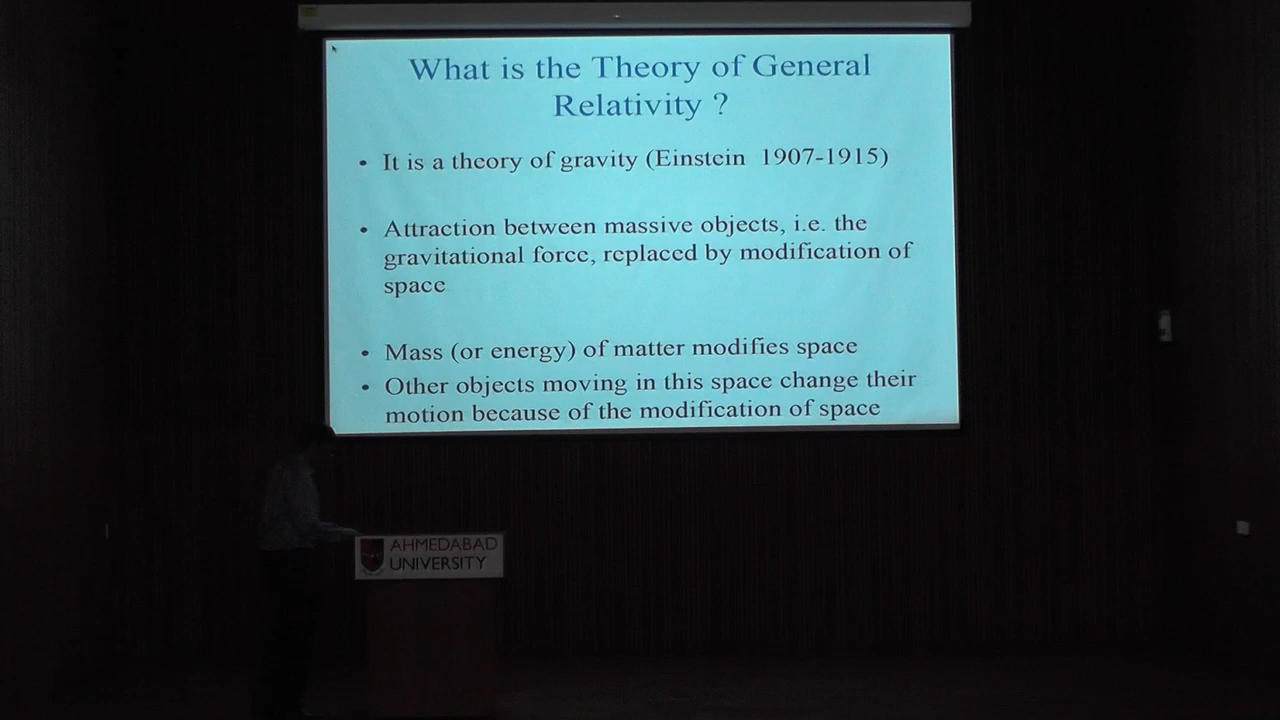 What is the Theory of General
Relativity ?
• It is a theory of gravity (Einstein 1907-1915)
• Attraction between massive objects, i.e. the
gravitational force, replaced by modification of
space
• Mass (or energy) of matter modifies space
• Other objects moving in this space change their
motion because of the modification of space
AHMEDABAD
UNIVERSITY